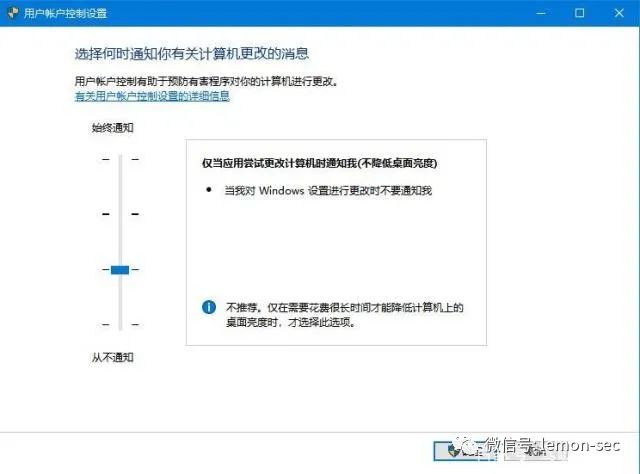 用户帐户控制设置
选择何时通知你有关计算机更改的消息
用户帐户控制有助于预防有害程序对你的计算机进行更改。
有关用户帐户控制设置的详细信息
始终通知
仅当应用尝试更改计算机时通知我(不降低桌面亮度)
• 当我对 Windows 设置进行更改时不要通知我
不推荐。仅在需要花费很长时间才能降低计算机上的
桌面亮度时，才选择此选项。
从不通知
微信号: lemon-sec